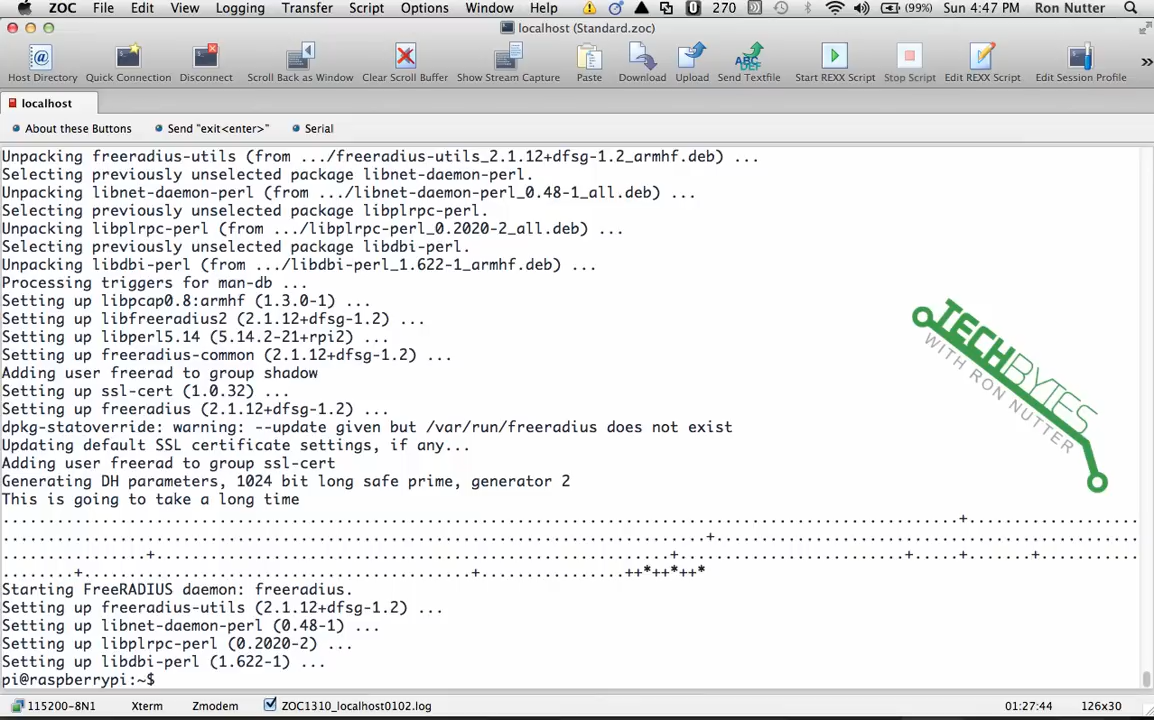 ZOC File Edit View Logging Transfer Script Options Window Help 270 (99%) Sun 4:47 PM Ron Nutter
localhost (Standard.zoc)
Host Directory Quick Connection Disconnect Scroll Back as Window Clear Scroll Buffer Show Stream Capture Paste Download Upload Send Textfile Start REXX Script Stop Script Edit REXX Script Edit Session Profile
localhost
About these Buttons Send "exit<enter>" Serial
Unpacking freeradius-utils (from .../freeradius-utils_2.1.12+dfsg-1.2_armhf.deb) ...
Selecting previously unselected package libnet-daemon-perl.
Unpacking libnet-daemon-perl (from .../libnet-daemon-perl_0.48-1_all.deb) ...
Selecting previously unselected package libplrpc-perl.
Unpacking libplrpc-perl (from .../libplrpc-perl_0.2020-2_all.deb) ...
Selecting previously unselected package libdbi-perl.
Unpacking libdbi-perl (from .../libdbi-perl_1.622-1_armhf.deb) ...
Processing triggers for man-db ...
Setting up libpcap0.8:armhf (1.3.0-1) ...
Setting up libfreeradius2 (2.1.12+dfsg-1.2) ...
Setting up libperl5.14 (5.14.2-21+rpi2) ...
Setting up freeradius-common (2.1.12+dfsg-1.2) ...
Adding user freerad to group shadow
Setting up ssl-cert (1.0.32) ...
Setting up freeradius (2.1.12+dfsg-1.2) ...
dpkg-statoverride: warning: --update given but /var/run/freeradius does not exist
Updating default SSL certificate settings, if any...
Adding user freerad to group ssl-cert
Generating DH parameters, 1024 bit long safe prime, generator 2
This is going to take a long time
..........................................................................................................+...................
..............................................................................+...............................................
................+.........................................................+.........................+.....+.......+...........
........+...........................................+................++*++*++*
Starting FreeRADIUS daemon: freeradius.
Setting up freeradius-utils (2.1.12+dfsg-1.2) ...
Setting up libnet-daemon-perl (0.48-1) ...
Setting up libplrpc-perl (0.2020-2) ...
Setting up libdbi-perl (1.622-1) ...
pi@raspberrypi:~$
TECHBYTES
WITH RON NUTTER
115200-8N1 Xterm Zmodem ZOC1310_localhost0102.log 01:27:44 126x30